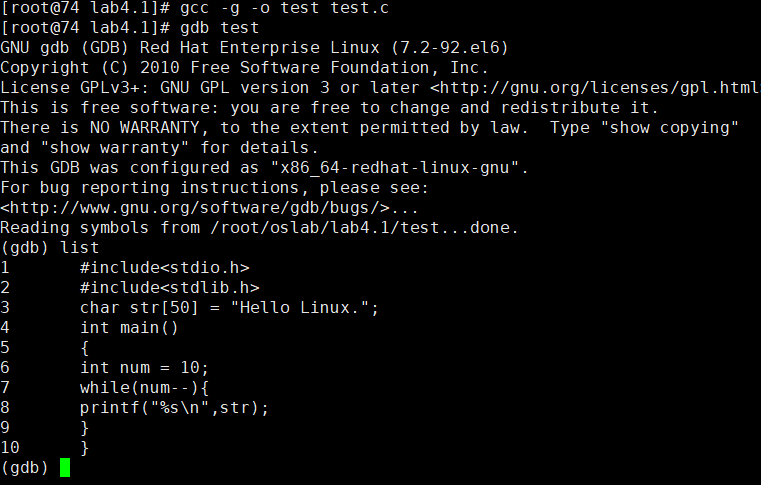 [root@74 lab4.1]# gcc -g -o test test.c
[root@74 lab4.1]# gdb test
GNU gdb (GDB) Red Hat Enterprise Linux (7.2-92.el6)
Copyright (C) 2010 Free Software Foundation, Inc.
License GPLv3+: GNU GPL version 3 or later <http://gnu.org/licenses/gpl.html
This is free software: you are free to change and redistribute it.
There is NO WARRANTY, to the extent permitted by law.  Type "show copying"
and "show warranty" for details.
This GDB was configured as "x86_64-redhat-linux-gnu".
For bug reporting instructions, please see:
<http://www.gnu.org/software/gdb/bugs/>...
Reading symbols from /root/oslab/lab4.1/test...done.
(gdb) list
1       #include<stdio.h>
2       #include<stdlib.h>
3       char str[50] = "Hello Linux.";
4       int main()
5       {
6       int num = 10;
7       while(num--){
8       printf("%s\n",str);
9       }
10      }
(gdb)